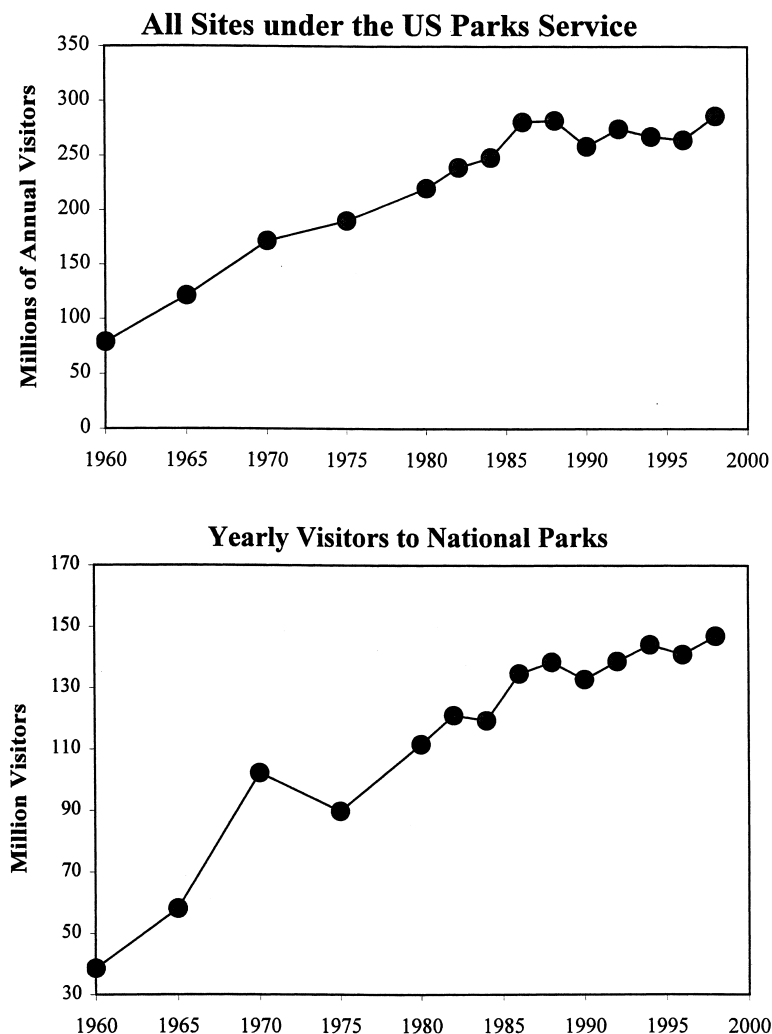 All Sites under the US Parks Service
350
300
250
200
150
100
50
0
Millions of Annual Visitors
1960 1965 1970 1975 1980 1985 1990 1995 2000
Yearly Visitors to National Parks
170
150
130
110
90
70
50
30
Million Visitors
1960 1965 1970 1975 1980 1985 1990 1995 2000